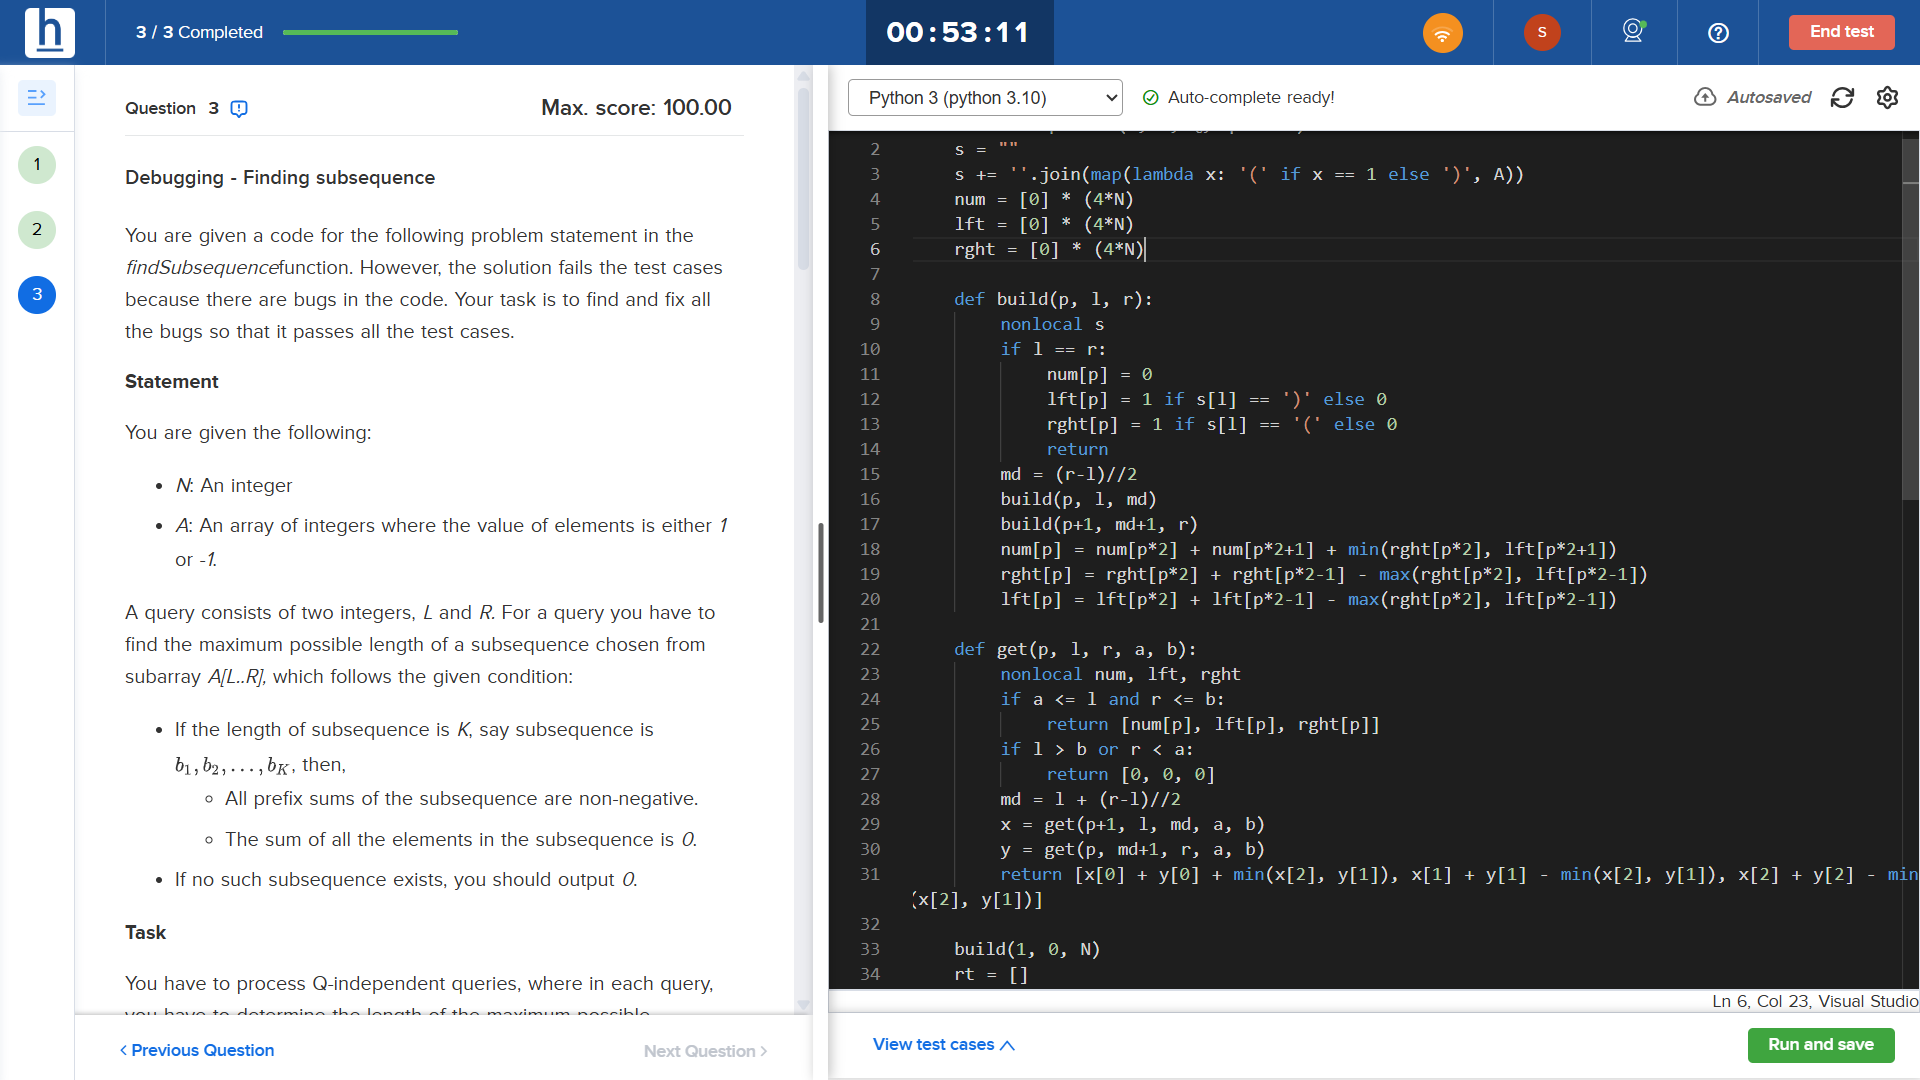 h
3 / 3 Completed
00:53:11
S
End test
1
2
3
Question 3
Max. score: 100.00
Debugging - Finding subsequence
You are given a code for the following problem statement in the
findSubsequencefunction. However, the solution fails the test cases
because there are bugs in the code. Your task is to find and fix all
the bugs so that it passes all the test cases.
Statement
You are given the following:
N: An integer
A: An array of integers where the value of elements is either 1
or -1.
A query consists of two integers, L and R. For a query you have to
find the maximum possible length of a subsequence chosen from
subarray A[L..R], which follows the given condition:
If the length of subsequence is K, say subsequence is
b1, b2, . . . , bK, then,
All prefix sums of the subsequence are non-negative.
The sum of all the elements in the subsequence is 0.
If no such subsequence exists, you should output 0.
Task
You have to process Q-independent queries, where in each query,
you have to determine the length of the maximum possible
< Previous Question
Next Question >
Python 3 (python 3.10)
Auto-complete ready!
Autosaved
2 s = ""
3 s += ''.join(map(lambda x: '(' if x == 1 else ')', A))
4 num = [0] * (4*N)
5 lft = [0] * (4*N)
6 rght = [0] * (4*N)
7
8 def build(p, l, r):
9 nonlocal s
10 if l == r:
11 num[p] = 0
12 lft[p] = 1 if s[l] == ')' else 0
13 rght[p] = 1 if s[l] == '(' else 0
14 return
15 md = (r-l)//2
16 build(p, l, md)
17 build(p+1, md+1, r)
18 num[p] = num[p*2] + num[p*2+1] + min(rght[p*2], lft[p*2+1])
19 rght[p] = rght[p*2] + rght[p*2-1] - max(rght[p*2], lft[p*2-1])
20 lft[p] = lft[p*2] + lft[p*2-1] - max(rght[p*2], lft[p*2-1])
21
22 def get(p, l, r, a, b):
23 nonlocal num, lft, rght
24 if a <= l and r <= b:
25 return [num[p], lft[p], rght[p]]
26 if l > b or r < a:
27 return [0, 0, 0]
28 md = l + (r-l)//2
29 x = get(p+1, l, md, a, b)
30 y = get(p, md+1, r, a, b)
31 return [x[0] + y[0] + min(x[2], y[1]), x[1] + y[1] - min(x[2], y[1]), x[2] + y[2] - min
(x[2], y[1])]
32
33 build(1, 0, N)
34 rt = []
Ln 6, Col 23, Visual Studio
View test cases
Run and save